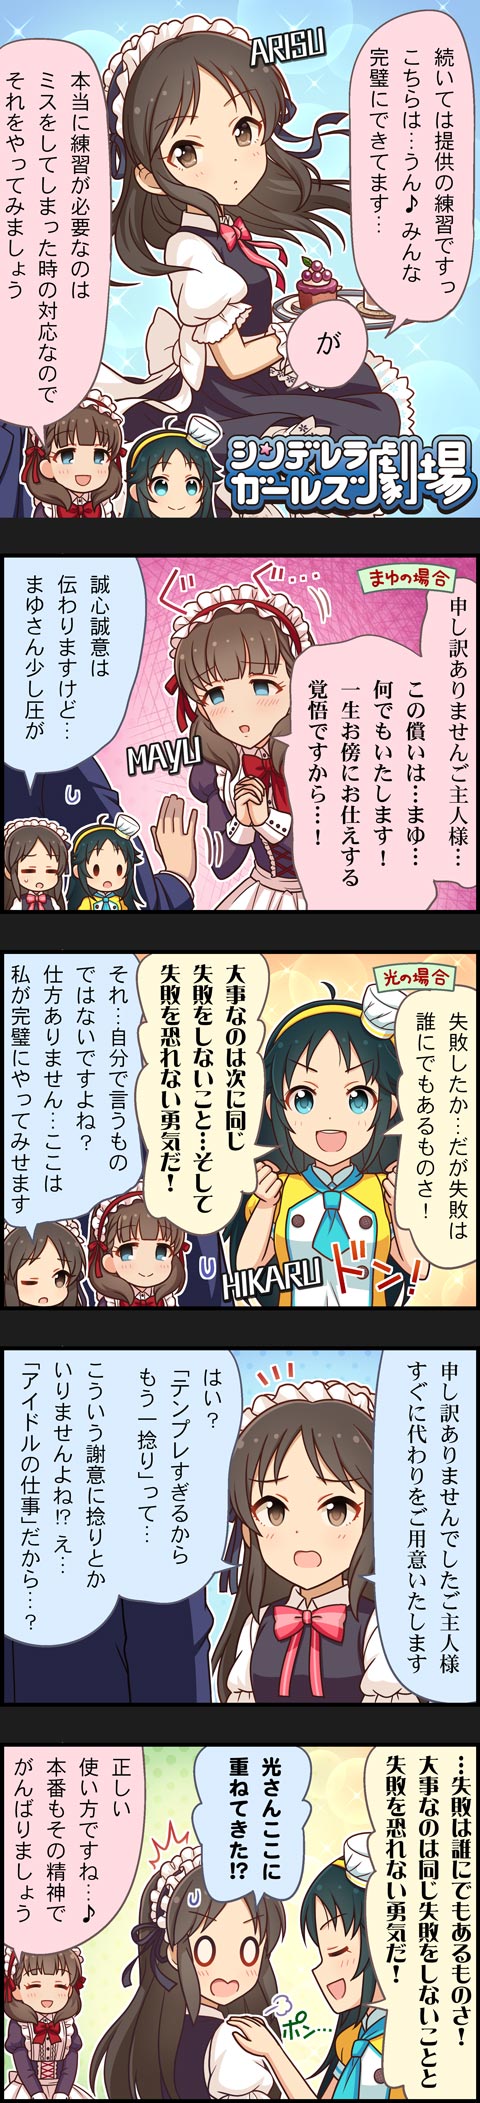 ARISU
続いては提供の練習ですっ
こちらは…うん♪みんな
完璧にできてます…
が
本当に練習が必要なのは
ミスをしてしまった時の対応なので
それをやってみましょう
シンデレラ
ガールズ劇場
まゆの場合
申し訳ありませんご主人様…
この償いは…まゆ…
何でもいたします！
一生お傍にお仕えする
覚悟ですから…！
ぐぐ…
MAYU
誠心誠意は
伝わりますけど…
まゆさん少し圧が
光の場合
失敗したか…だが失敗は
誰にでもあるものさ！
大事なのは次に同じ
失敗をしないこと…そして
失敗を恐れない勇気だ！
HIKARU
ドン！
それ…自分で言うもの
ではないですよね？
仕方ありません…ここは
私が完璧にやってみせます
申し訳ありませんでしたご主人様
すぐに代わりをご用意いたします
はい？
「テンプレすぎるから
もう一捻り」って…
こういう謝意に捻りとか
いりませんよね!?え…
「アイドルの仕事」だから…？
…失敗は誰にでもあるものさ！
大事なのは同じ失敗をしないことと
失敗を恐れない勇気だ！
光さんここに
重ねてきた!?
ポン…
正しい
使い方ですね…♪
本番もその精神で
がんばりましょう